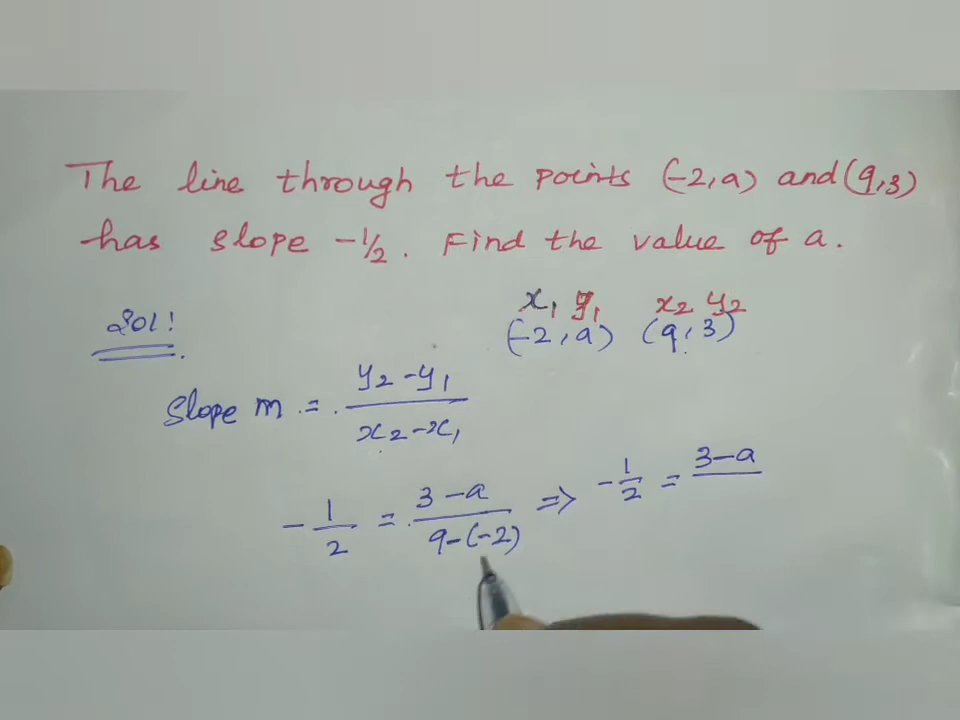 The line through the points (-2,a) and (9,3)
has slope -1/2. Find the value of a.
Sol:
x₁ y₁ x₂ y₂
(-2,a) (9,3)
Slope m = y₂-y₁ / x₂-x₁
-1/2 = 3-a / 9-(-2) => -1/2 = 3-a